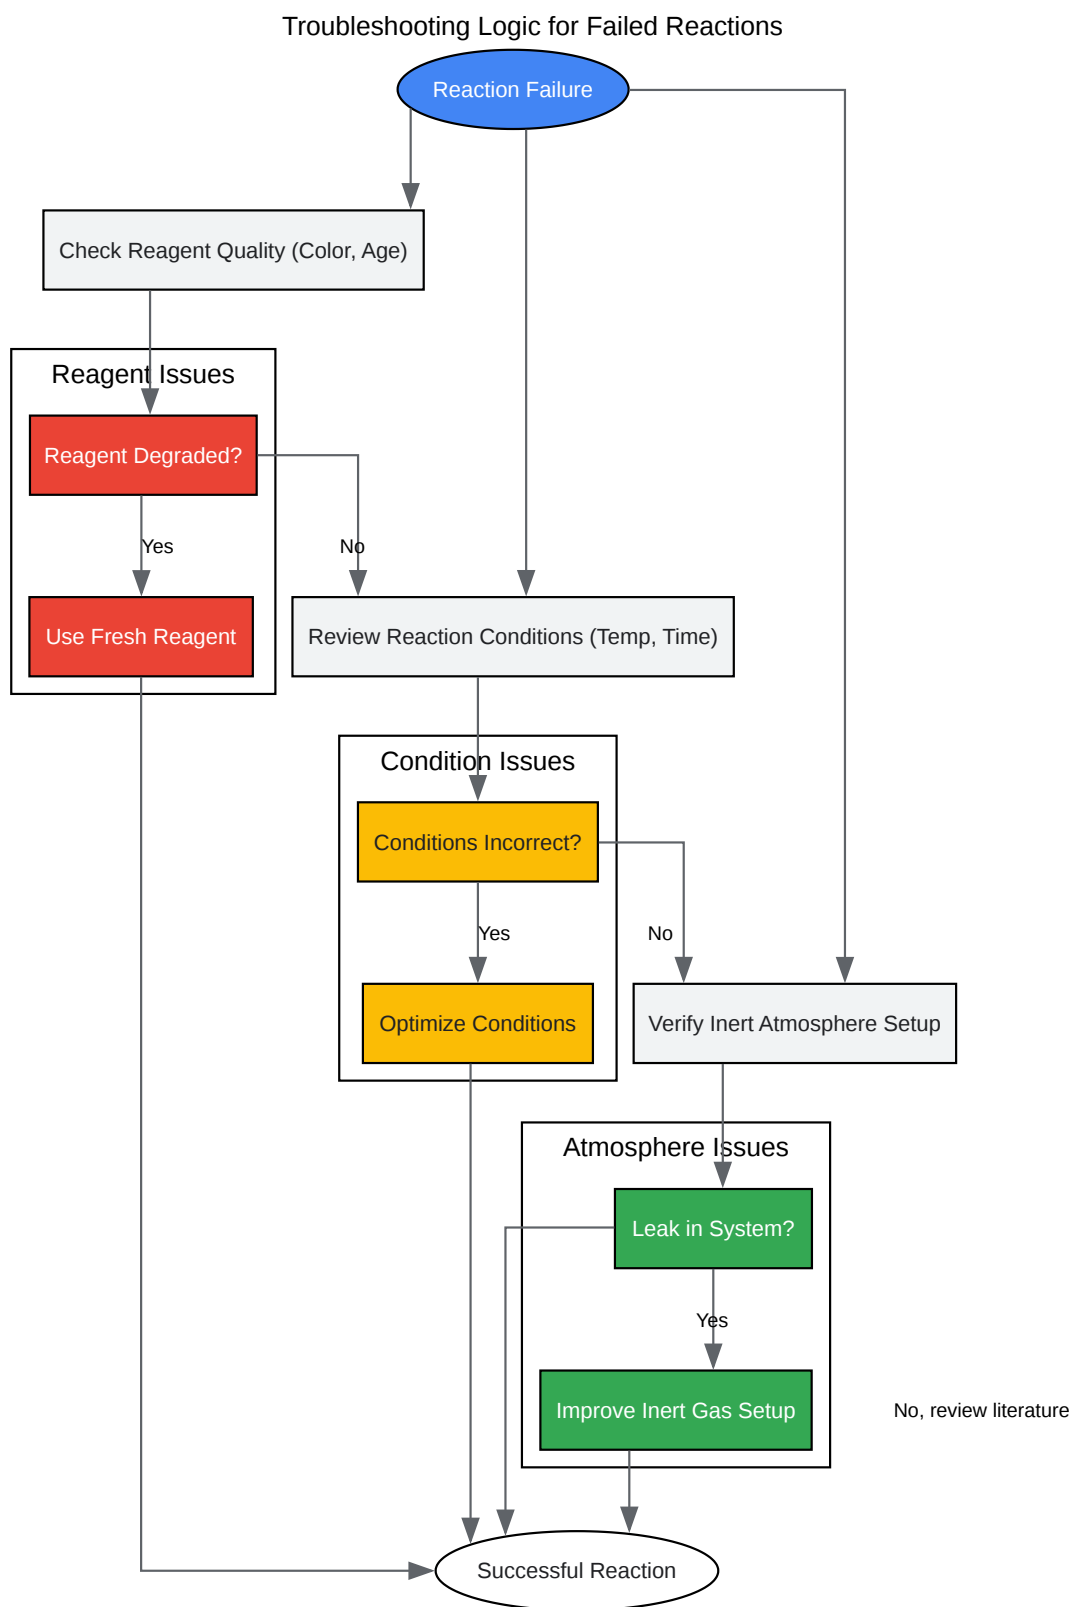 Troubleshooting Logic for Failed Reactions
Reaction Failure
Check Reagent Quality (Color, Age)
Reagent Issues
Reagent Degraded?
Yes
No
Use Fresh Reagent
Review Reaction Conditions (Temp, Time)
Condition Issues
Conditions Incorrect?
Yes
No
Optimize Conditions
Verify Inert Atmosphere Setup
Atmosphere Issues
Leak in System?
Yes
Improve Inert Gas Setup
No, review literature
Successful Reaction